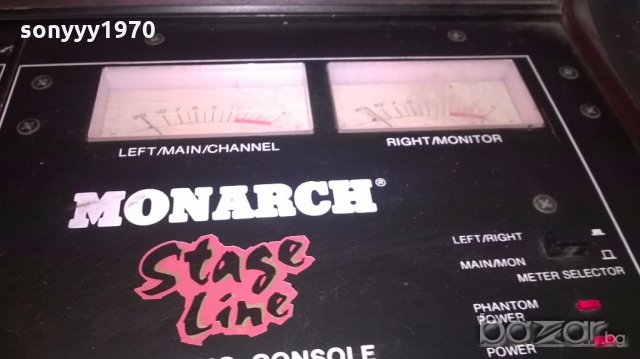 sonyyy1970
LEFT/MAIN/CHANNEL
RIGHT/MONITOR
MONARCH®
Stage
Line
LEFT/RIGHT
MAIN/MON
METER SELECTOR
PHANTOM
POWER
POWER
CONSOLE
bazar.bg